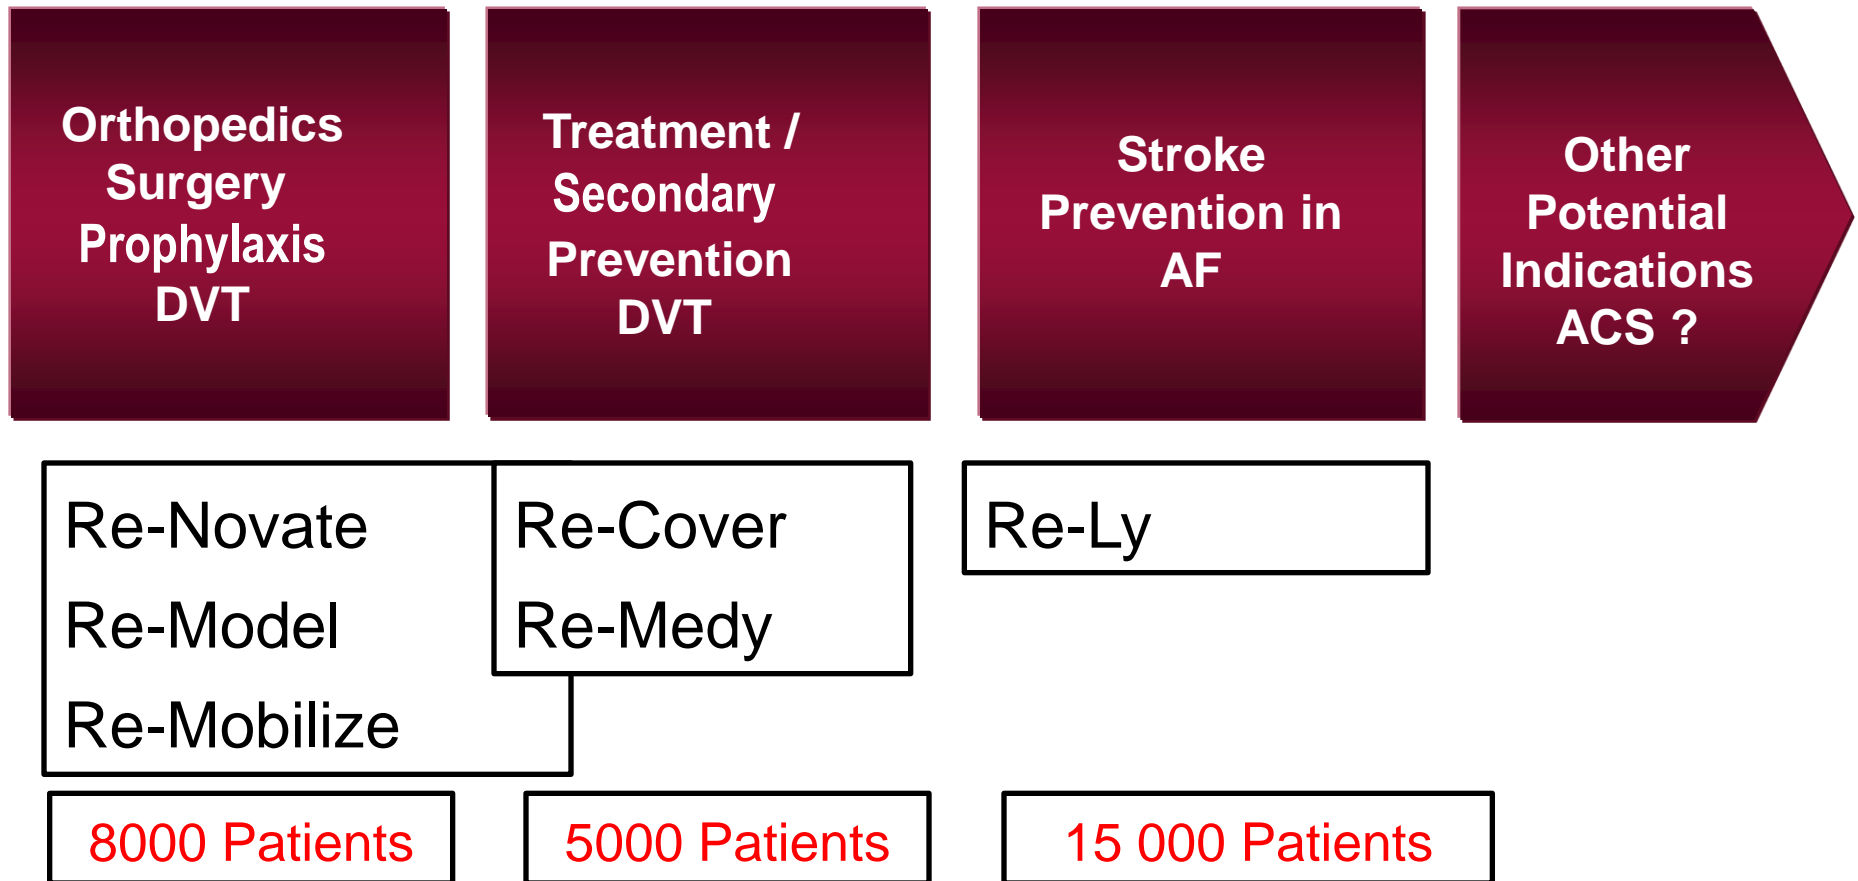 Orthopedics
Surgery
Prophylaxis
DVT
Treatment /
Secondary
Prevention
DVT
Stroke
Prevention in
AF
Other
Potential
Indications
ACS ?
Re-Novate
Re-Model
Re-Mobilize
Re-Cover
Re-Medy
Re-Ly
8000 Patients
5000 Patients
15 000 Patients